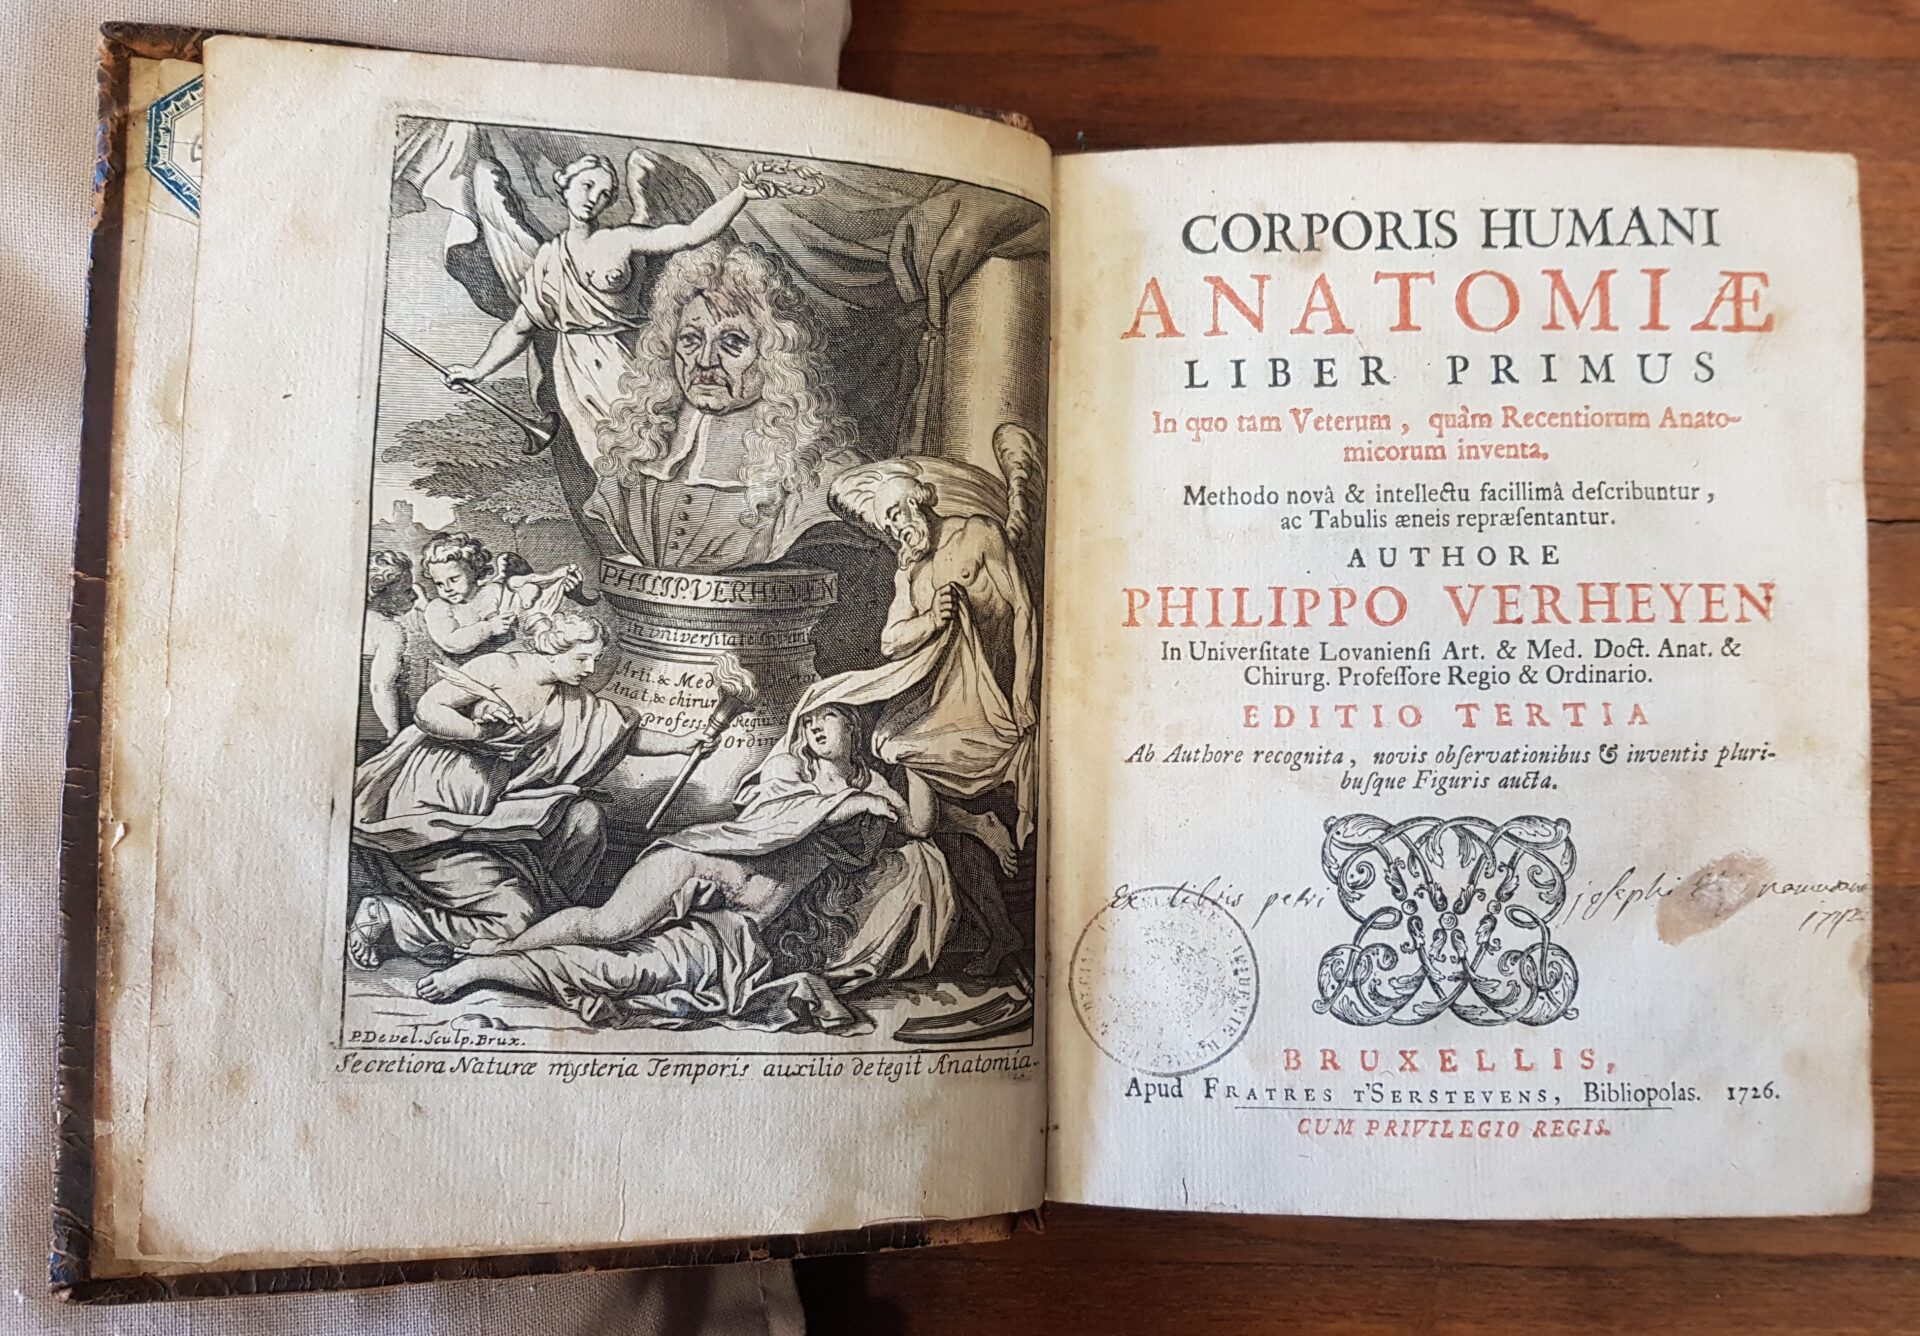 PHILIP. VERHEYEN
in vniversitate
Arti. & Med
Anat. & chirur
Profess. Regius
Ordin
P. Devel. Sculp. Brux.
Secretiora Naturæ mysteria Temporis auxilio detegit Anatomia.
CORPORIS HUMANI
ANATOMIÆ
LIBER PRIMUS
In quo tam Veterum, quàm Recentiorum Anato-
micorum inventa,
Methodo novâ & intellectu facillimâ deſcribuntur,
ac Tabulis æneis repræſentantur.
AUTHORE
PHILIPPO VERHEYEN
In Univerſitate Lovanienſi Art. & Med. Doct. Anat. &
Chirurg. Profeſſore Regio & Ordinario.
EDITIO TERTIA
Ab Authore recognita, novis obſervationibus & inventis pluri-
buſque Figuris aucta.
Ex libris petri josephi
BRUXELLIS,
Apud FRATRES T'SERSTEVENS, Bibliopolas. 1726.
CUM PRIVILEGIO REGIS.